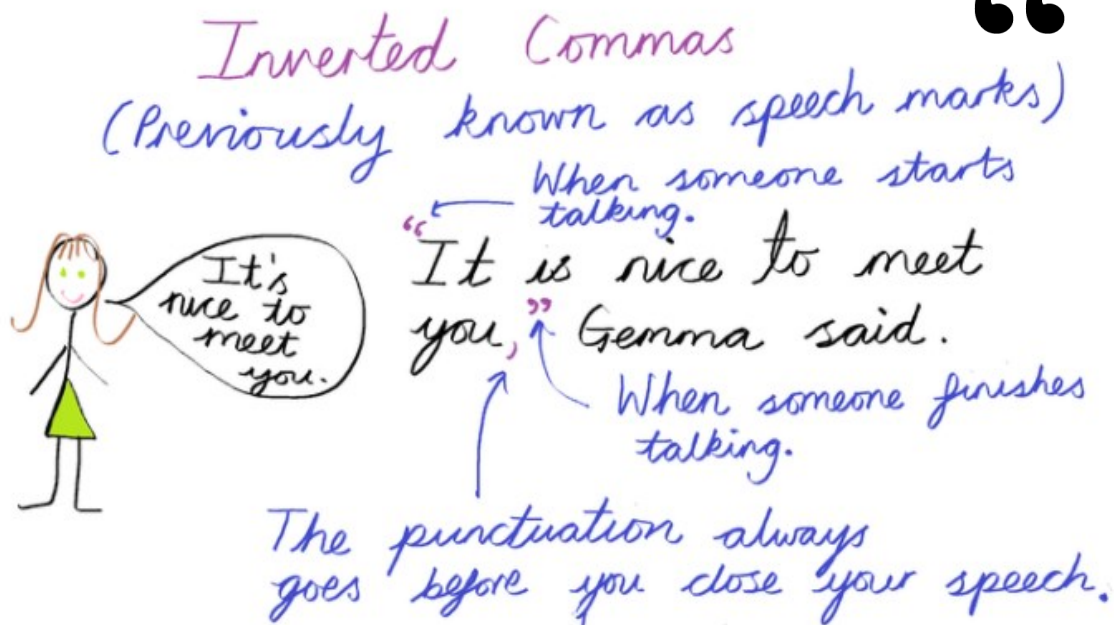 Inverted Commas
(Previously known as speech marks)
When someone starts
talking.
It's
nice to
meet
you.
“It is nice to meet
you,” Gemma said.
When someone finishes
talking.
The punctuation always
goes before you close your speech.